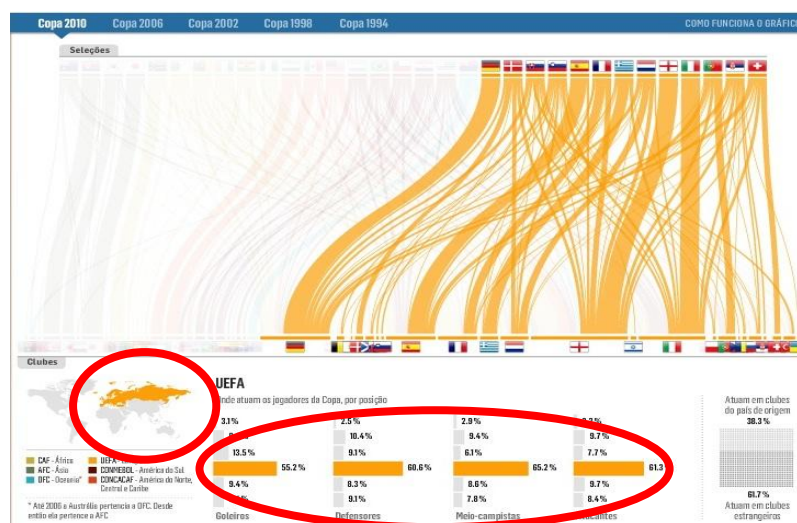 Copa 2010 Copa 2006 Copa 2002 Copa 1998 Copa 1994 COMO FUNCIONA O GRÁFICO
Seleções
Clubes
UEFA
onde atuam os jogadores da Copa, por posição
3.1% 2.5% 2.9%
10.4% 9.4% 9.7%
13.5% 9.1% 6.1% 7.7%
55.2% 60.6% 65.2% 61.3
9.4% 8.3% 8.6% 9.7%
9.1% 7.8% 8.4%
Goleiros Defensores Meio-campistas
CAF - África
AFC - Ásia
OFC - Oceania*
UEFA
CONMEBOL - América do Sul
CONCACAF - América do Norte,
Central e Caribe
* Até 2006 a Austrália pertencia a OFC. Desde
então ela pertence a AFC
Atuam em clubes
do país de origem
38.3%
61.7%
Atuam em clubes
estrangeiros